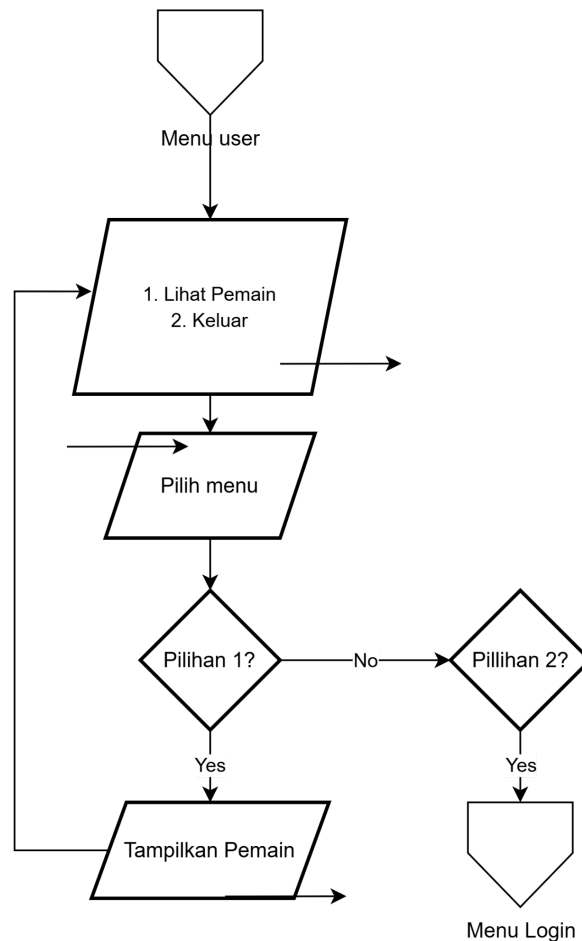 Menu user
1. Lihat Pemain
2. Keluar
Pilih menu
Pilihan 1?
No
Pillihan 2?
Yes
Yes
Tampilkan Pemain
Menu Login